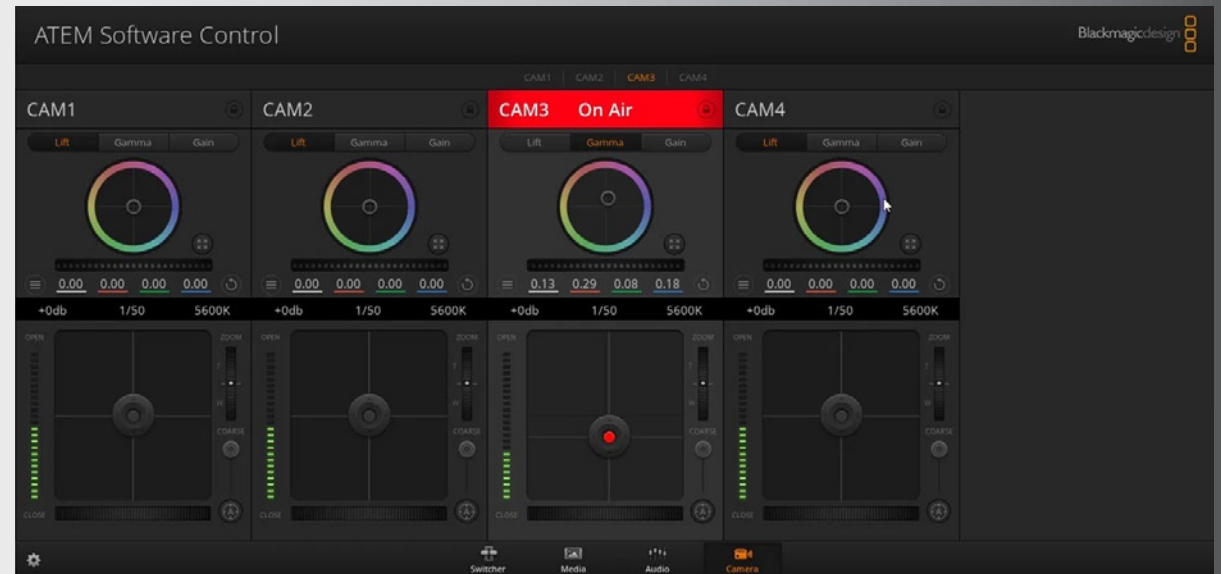 ATEM Software Control
Blackmagicdesign
CAM1 CAM2 CAM3 CAM4
CAM1 CAM2 CAM3 On Air CAM4
Lift Gamma Gain Lift Gamma Gain Lift Gamma Gain Lift Gamma Gain
0.00 0.00 0.00 0.00 0.00 0.00 0.00 0.00 0.13 0.29 0.08 0.18 0.00 0.00 0.00 0.00
+0db 1/50 5600K +0db 1/50 5600K +0db 1/50 5600K +0db 1/50 5600K
OPEN ZOOM OPEN ZOOM OPEN ZOOM OPEN ZOOM
T T T T
W W W W
COARSE COARSE COARSE COARSE
CLOSE A CLOSE A CLOSE A CLOSE A
Switcher Media Audio Camera